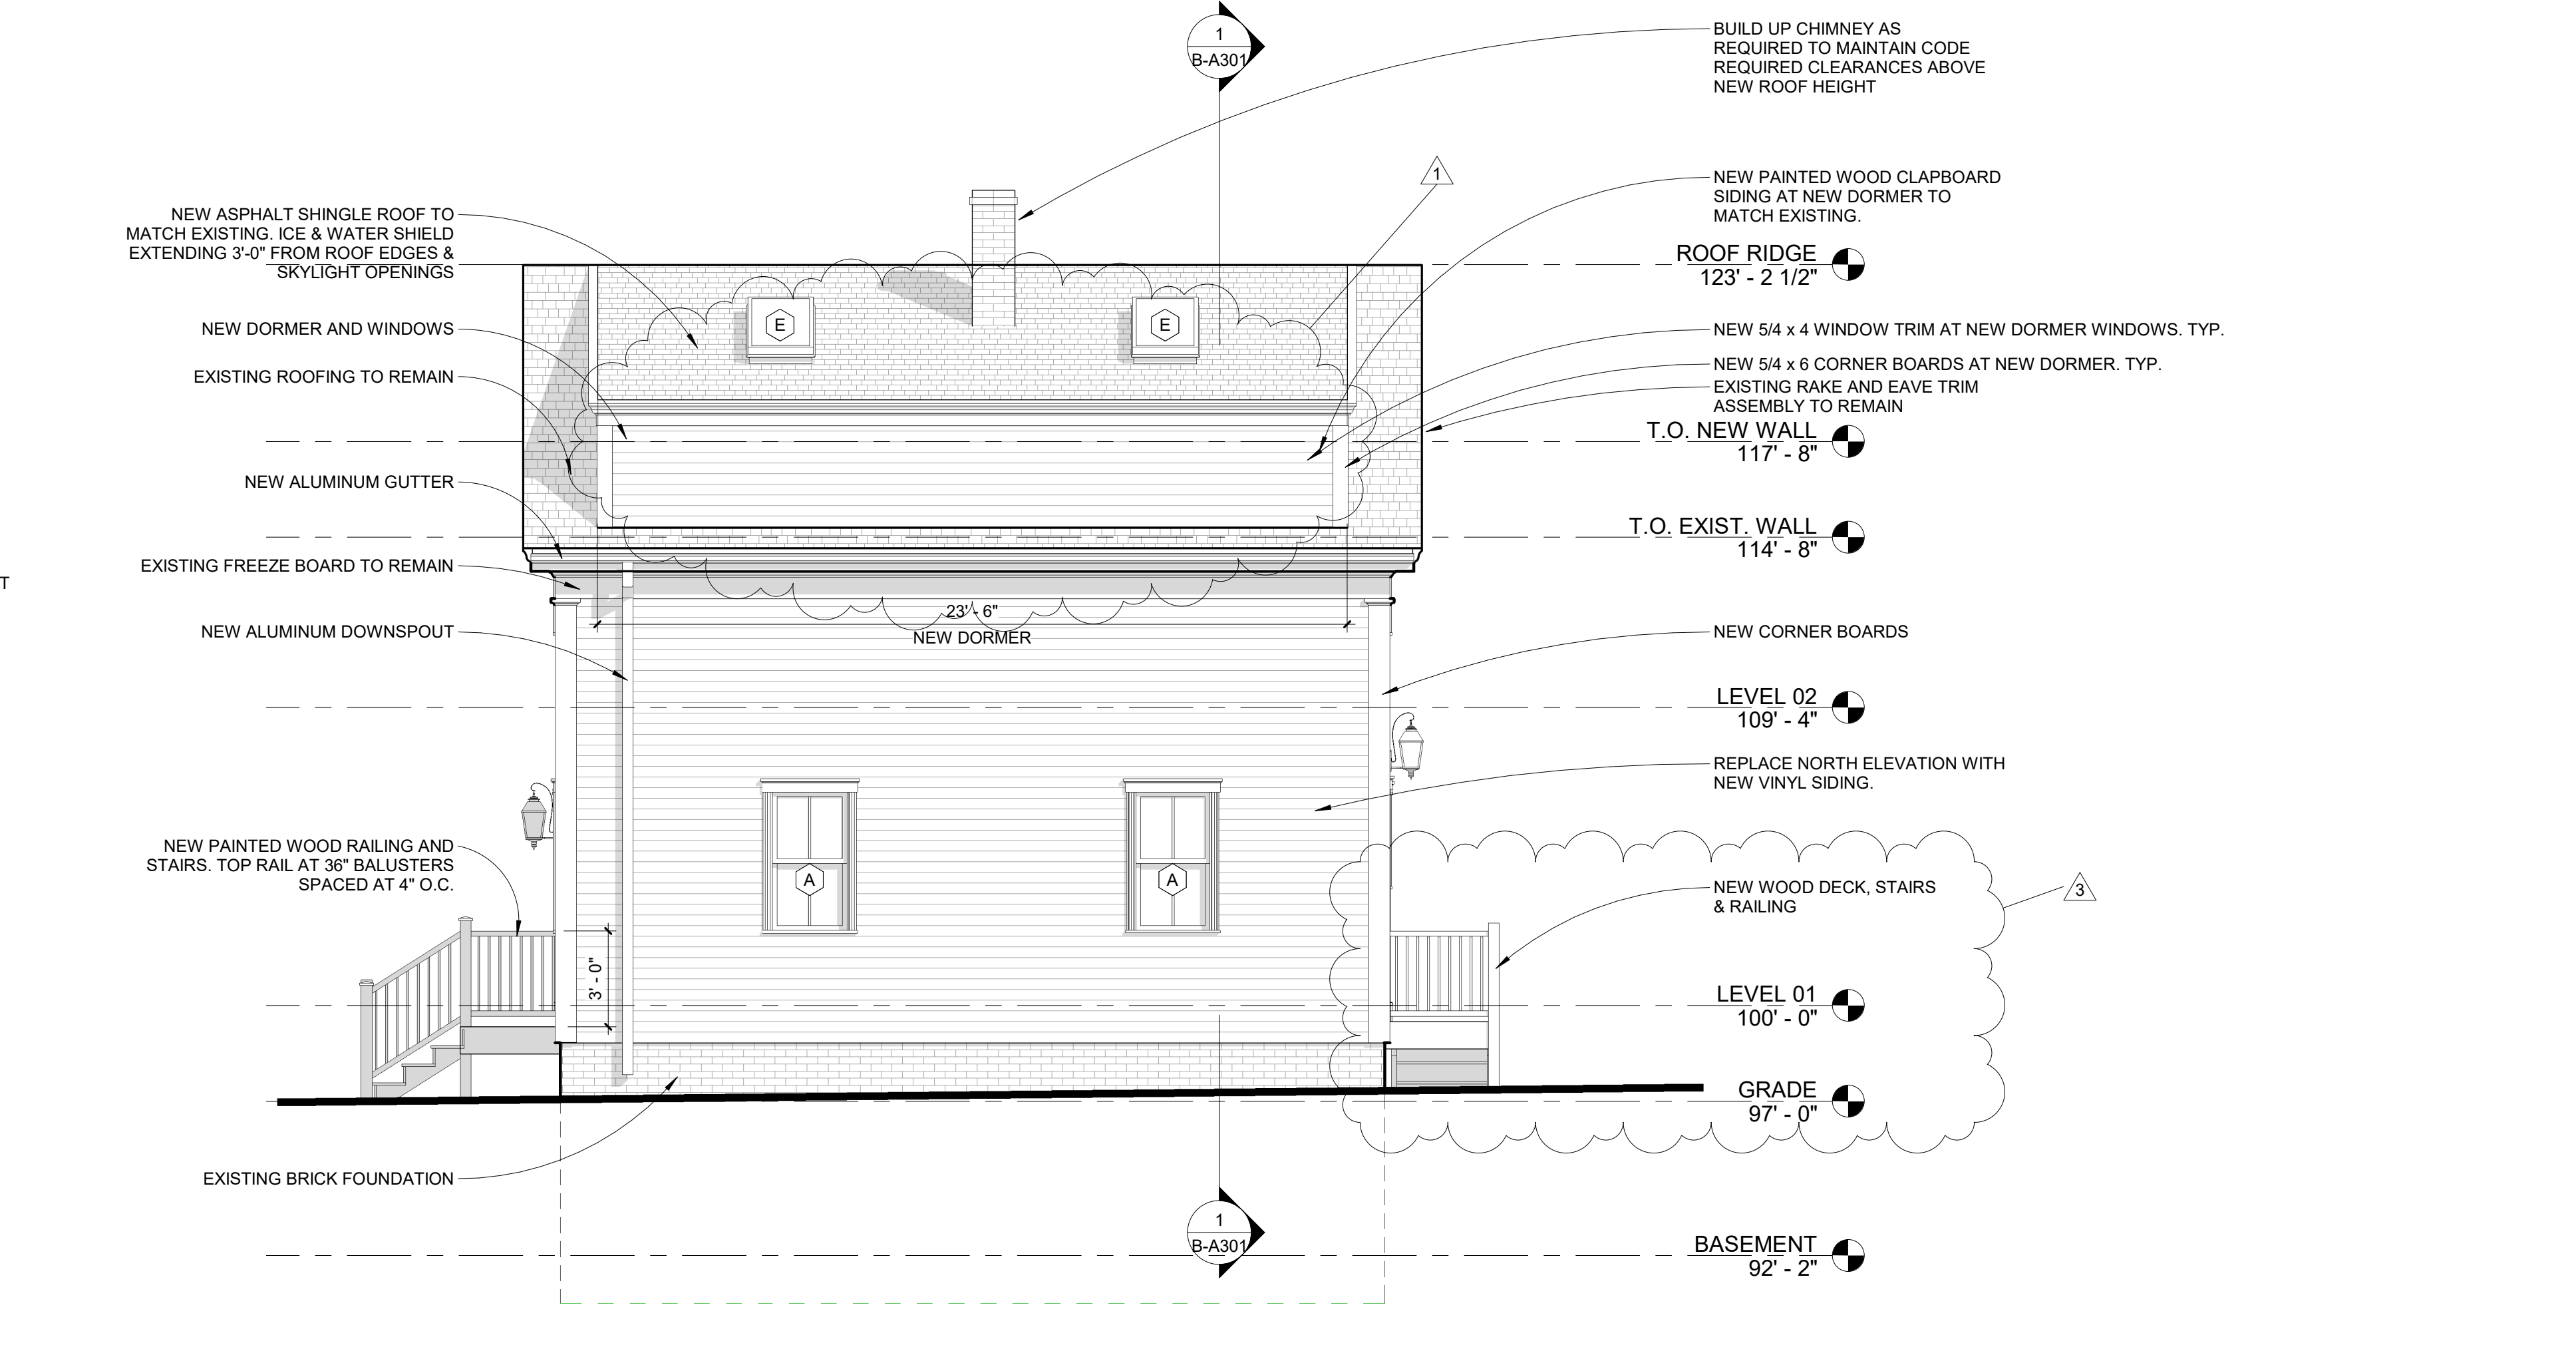 1
B-A301
BUILD UP CHIMNEY AS
REQUIRED TO MAINTAIN CODE
REQUIRED CLEARANCES ABOVE
NEW ROOF HEIGHT
1
NEW PAINTED WOOD CLAPBOARD
SIDING AT NEW DORMER TO
MATCH EXISTING.
NEW ASPHALT SHINGLE ROOF TO
MATCH EXISTING. ICE & WATER SHIELD
EXTENDING 3'-0" FROM ROOF EDGES &
SKYLIGHT OPENINGS
ROOF RIDGE
123' - 2 1/2"
E
E
NEW DORMER AND WINDOWS
NEW 5/4 x 4 WINDOW TRIM AT NEW DORMER WINDOWS. TYP.
NEW 5/4 x 6 CORNER BOARDS AT NEW DORMER. TYP.
EXISTING ROOFING TO REMAIN
EXISTING RAKE AND EAVE TRIM
ASSEMBLY TO REMAIN
T.O. NEW WALL
117' - 8"
NEW ALUMINUM GUTTER
T.O. EXIST. WALL
114' - 8"
EXISTING FREEZE BOARD TO REMAIN
T
23' - 6"
NEW DORMER
NEW ALUMINUM DOWNSPOUT
NEW CORNER BOARDS
LEVEL 02
109' - 4"
REPLACE NORTH ELEVATION WITH
NEW VINYL SIDING.
NEW PAINTED WOOD RAILING AND
STAIRS. TOP RAIL AT 36" BALUSTERS
SPACED AT 4" O.C.
A
A
NEW WOOD DECK, STAIRS
& RAILING
3
3' - 0"
LEVEL 01
100' - 0"
GRADE
97' - 0"
EXISTING BRICK FOUNDATION
1
B-A301
BASEMENT
92' - 2"